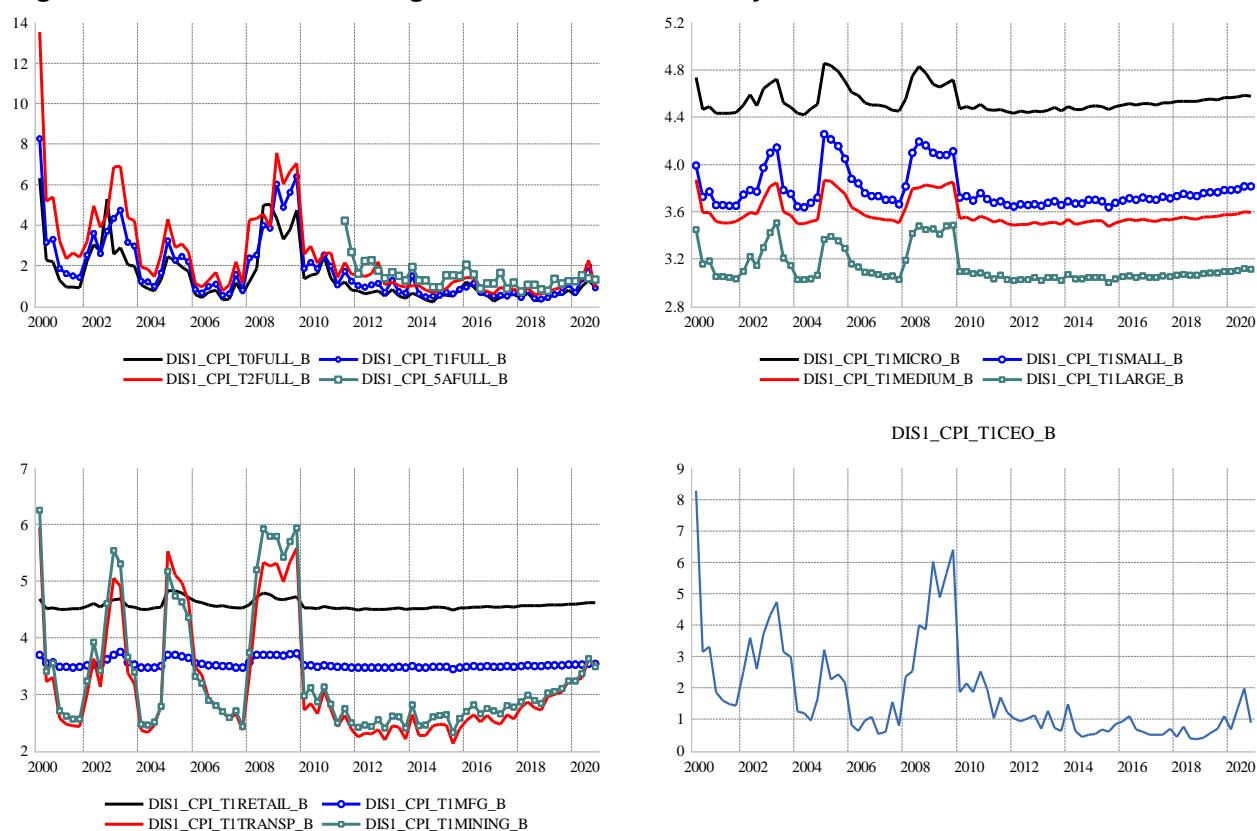 14
12
10
8
6
4
2
0
2000 2002 2004 2006 2008 2010 2012 2014 2016 2018 2020
DIS1_CPI_T0FULL_B DIS1_CPI_T1FULL_B
DIS1_CPI_T2FULL_B DIS1_CPI_5AFULL_B
5.2
4.8
4.4
4.0
3.6
3.2
2.8
2000 2002 2004 2006 2008 2010 2012 2014 2016 2018 2020
DIS1_CPI_T1MICRO_B DIS1_CPI_T1SMALL_B
DIS1_CPI_T1MEDIUM_B DIS1_CPI_T1LARGE_B
7
6
5
4
3
2
2000 2002 2004 2006 2008 2010 2012 2014 2016 2018 2020
DIS1_CPI_T1RETAIL_B DIS1_CPI_T1MFG_B
DIS1_CPI_T1TRANSP_B DIS1_CPI_T1MINING_B
DIS1_CPI_T1CEO_B
9
8
7
6
5
4
3
2
1
0
2000 2002 2004 2006 2008 2010 2012 2014 2016 2018 2020